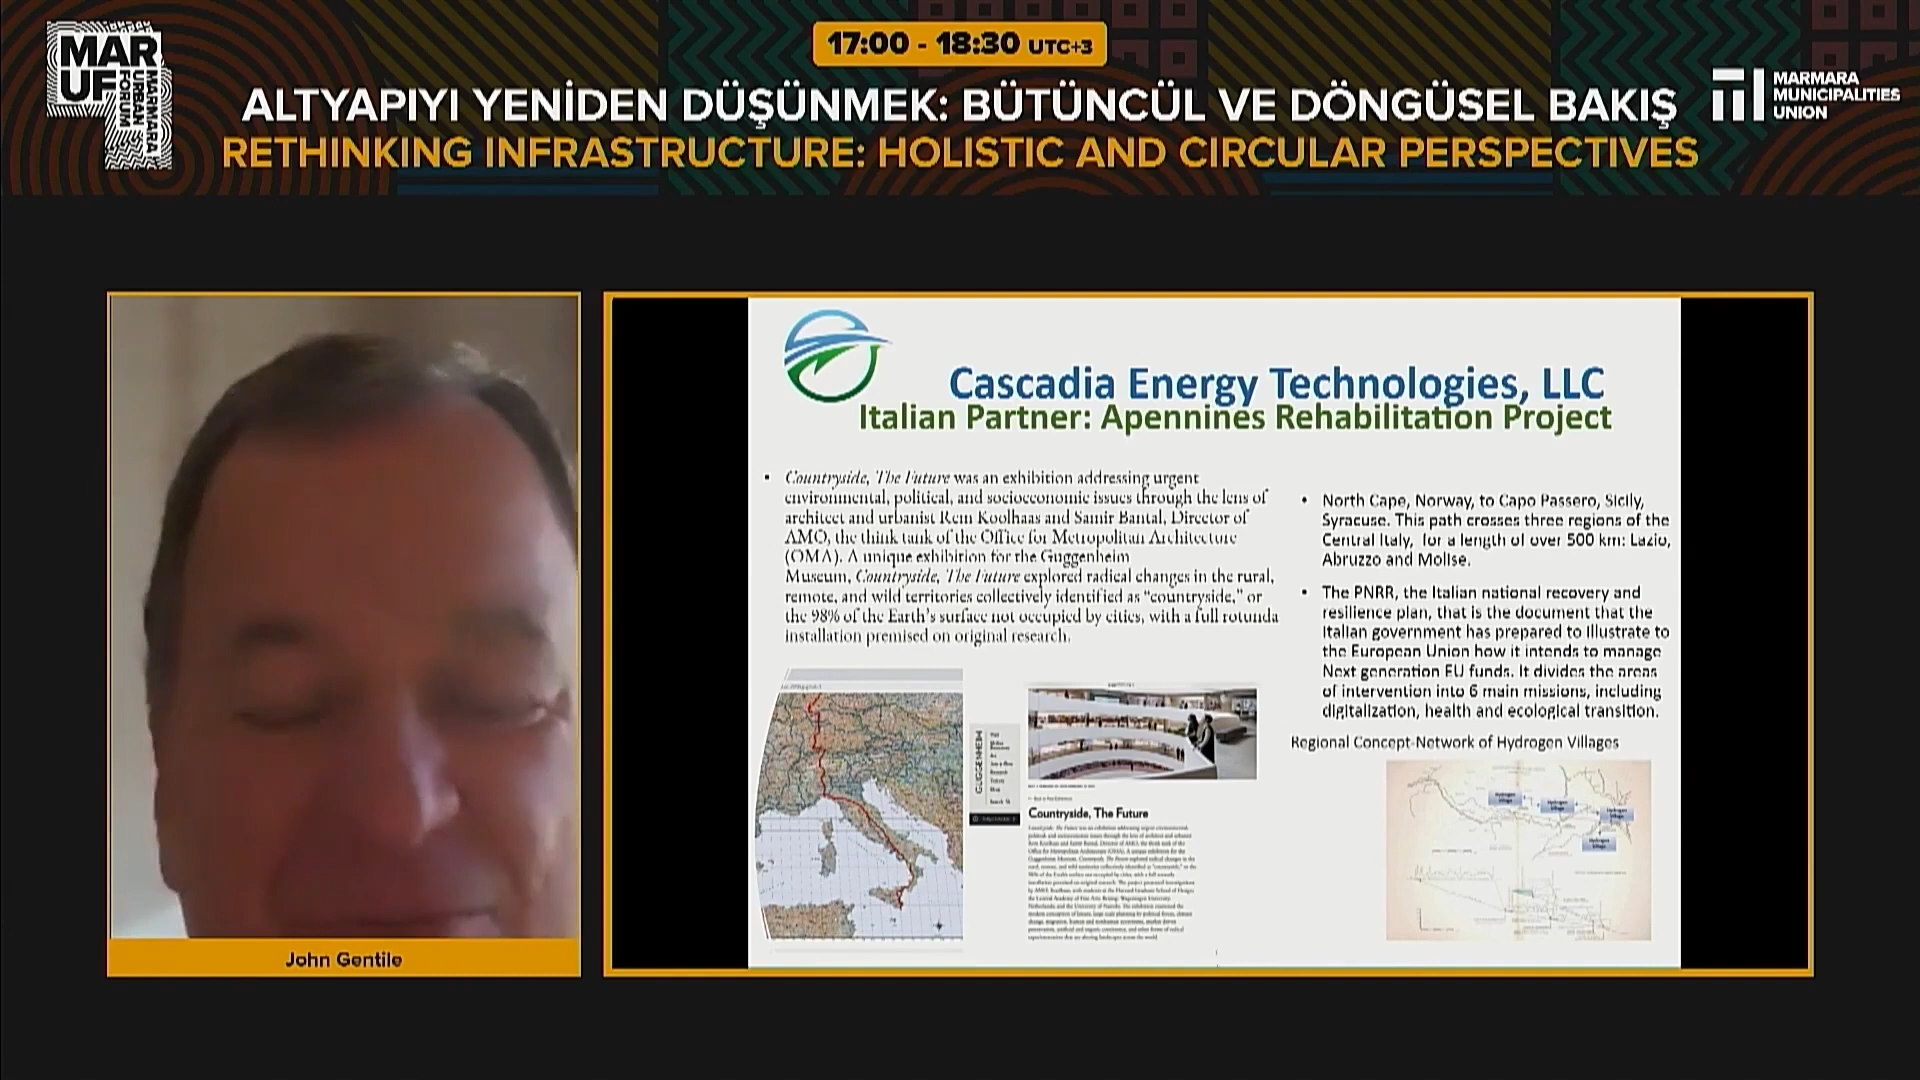 17:00 - 18:30 UTC+3
MAR
UF
MARMARA
URBAN
FORUM
ALTYAPIYI YENİDEN DÜŞÜNMEK: BÜTÜNCÜL VE DÖNGÜSEL BAKIŞ
RETHINKING INFRASTRUCTURE: HOLISTIC AND CIRCULAR PERSPECTIVES
MARMARA
MUNICIPALITIES
UNION
John Gentile
Cascadia Energy Technologies, LLC
Italian Partner: Apennines Rehabilitation Project
• Countryside, The Future was an exhibition addressing urgent
environmental, political, and socioeconomic issues through the lens of
architect and urbanist Rem Koolhaas and Samir Bantal, Director of
AMO, the think tank of the Office for Metropolitan Architecture
(OMA). A unique exhibition for the Guggenheim
Museum, Countryside, The Future explored radical changes in the rural,
remote, and wild territories collectively identified as “countryside,” or
the 98% of the Earth’s surface not occupied by cities, with a full rotunda
installation premised on original research.
• North Cape, Norway, to Capo Passero, Sicily,
Syracuse. This path crosses three regions of the
Central Italy, for a length of over 500 km: Lazio,
Abruzzo and Molise.
• The PNRR, the Italian national recovery and
resilience plan, that is the document that the
Italian government has prepared to illustrate to
the European Union how it intends to manage
Next generation EU funds. It divides the areas
of intervention into 6 main missions, including
digitalization, health and ecological transition.
Regional Concept-Network of Hydrogen Villages
GUGGENHEIM
Countryside, The Future
Hydrogen
Village
Hydrogen
Village
Hydrogen
Village
Hydrogen
Village